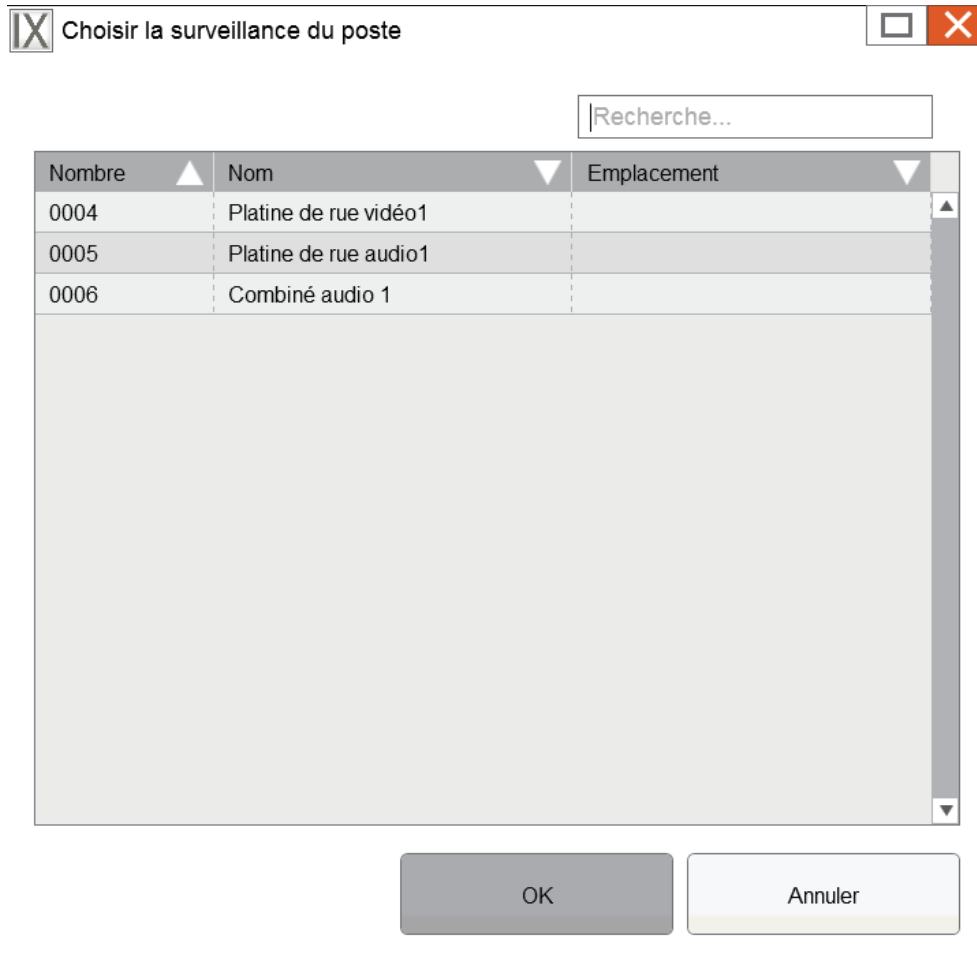 IX Choisir la surveillance du poste
Recherche...
Nombre Nom Emplacement
0004 Platine de rue vidéo1
0005 Platine de rue audio1
0006 Combiné audio 1
OK Annuler